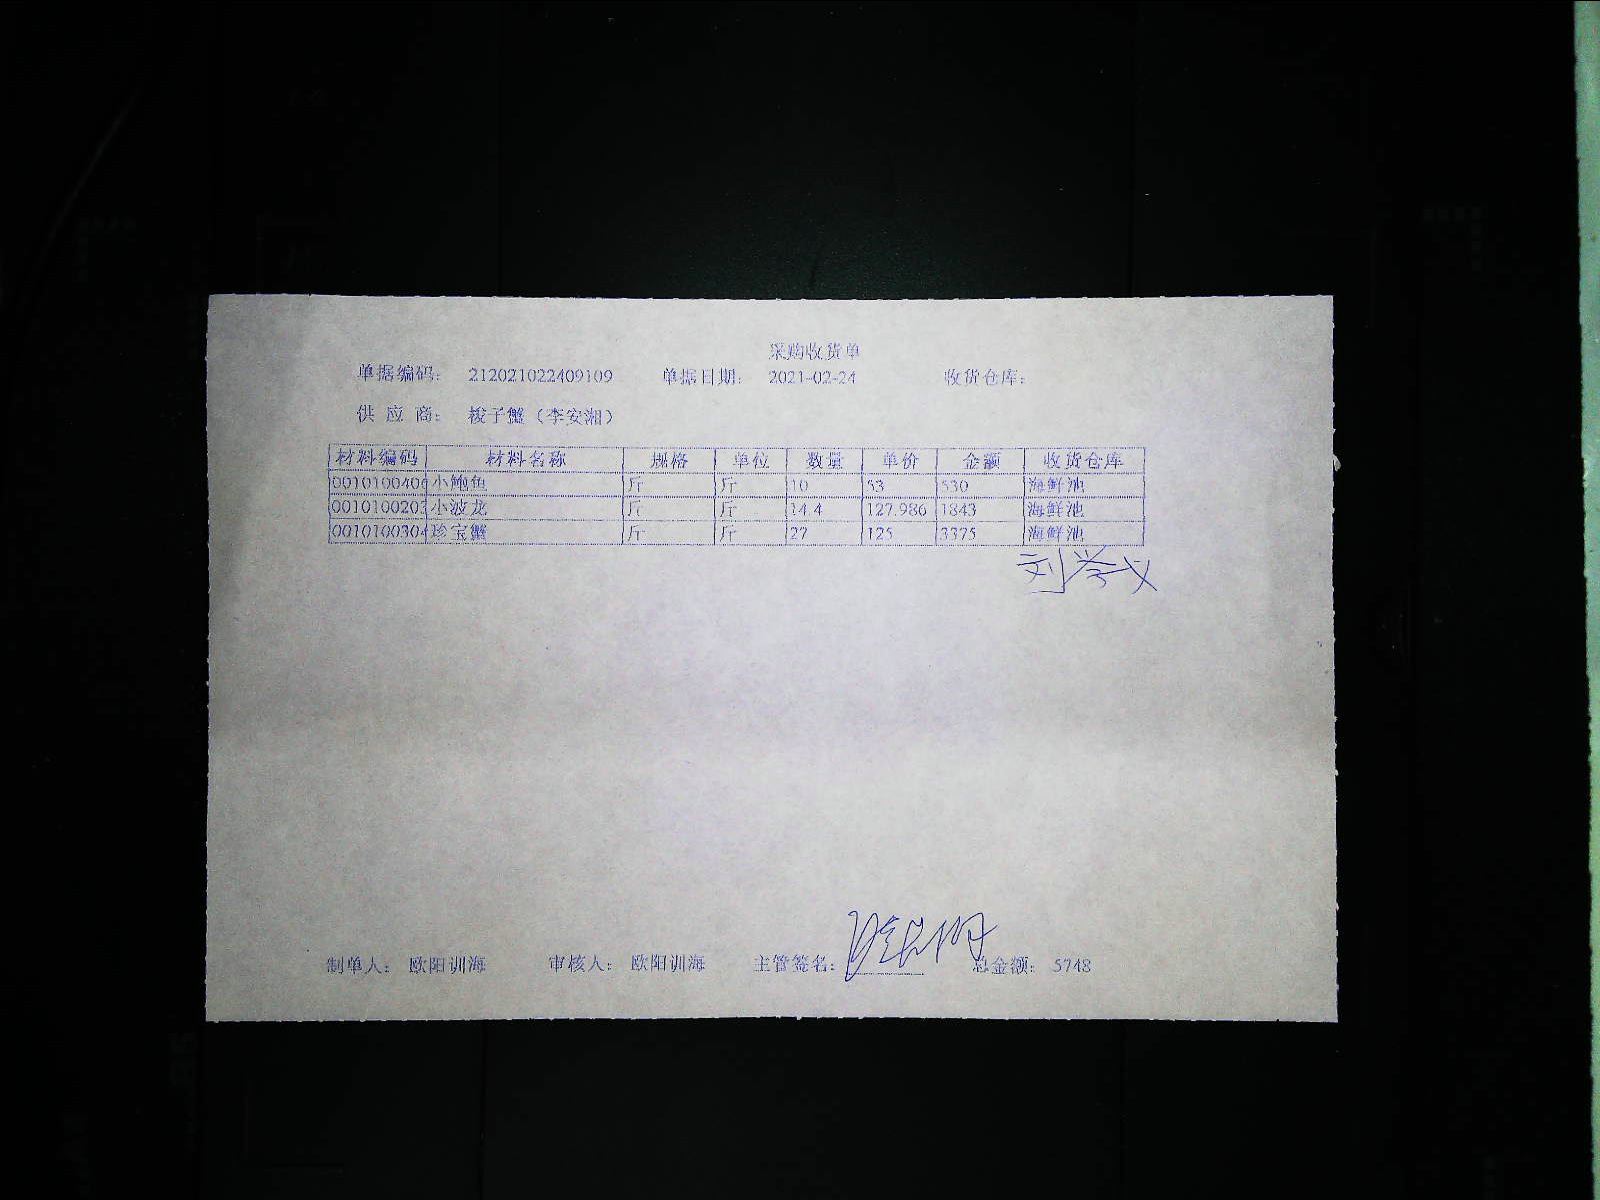 采购收货单
单据编码： 212021022409109 单据日期： 2021-02-24 收货仓库：
供 应 商： 梭子蟹（李安湘）
材料编码 材料名称 规格 单位 数量 单价 金额 收货仓库
0010100406 小鲍鱼 斤 斤 10 53 530 海鲜池
0010100203 小波龙 斤 斤 14.4 127.986 1843 海鲜池
0010100304 珍宝蟹 斤 斤 27 125 3375 海鲜池
制单人： 欧阳训海 审核人： 欧阳训海 主管签名： 总金额： 5748